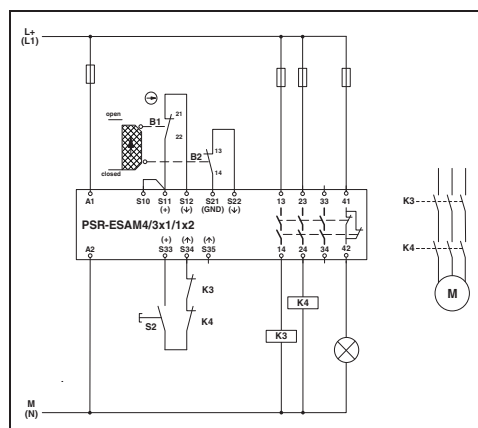 L+
(L1)
open
B1
21
22
B2
13
14
closed
A1
S10
S11
(+)
S12
(↓)
S21
(GND)
S22
(↓)
13
23
33
41
PSR-ESAM4/3x1/1x2
A2
(+)
S33
(↑)
S34
(↑)
S35
14
24
34
42
K3
K4
S2
K3
K4
K4
K3
M
M
(N)